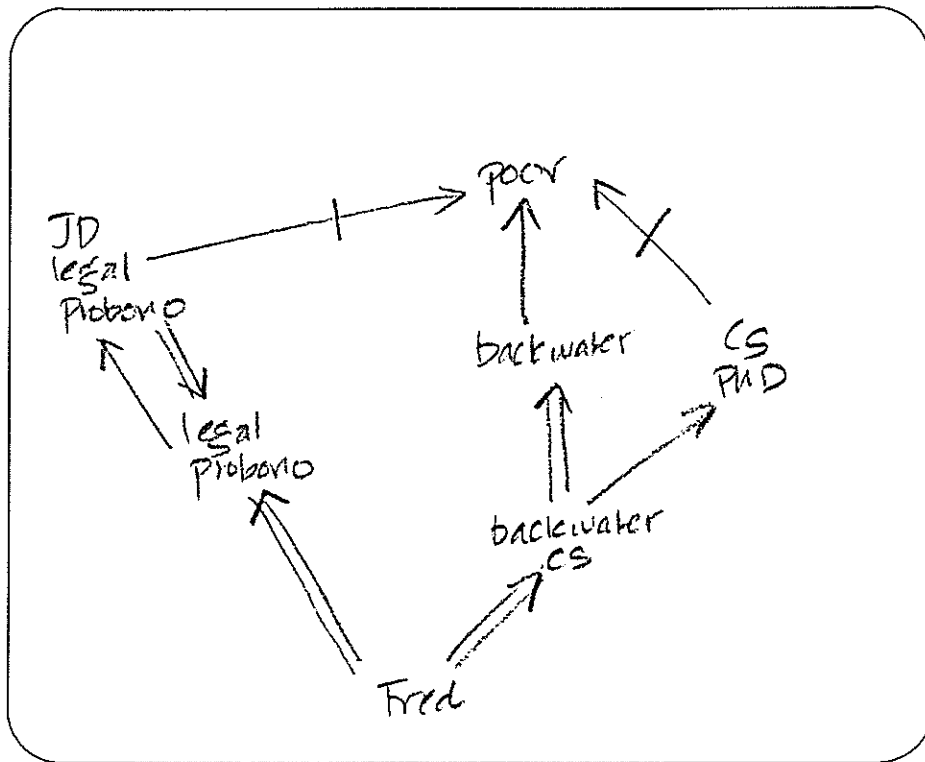 poor
JD
legal
Probono
backwater
CS
PHD
legal
probono
backwater
CS
Fred